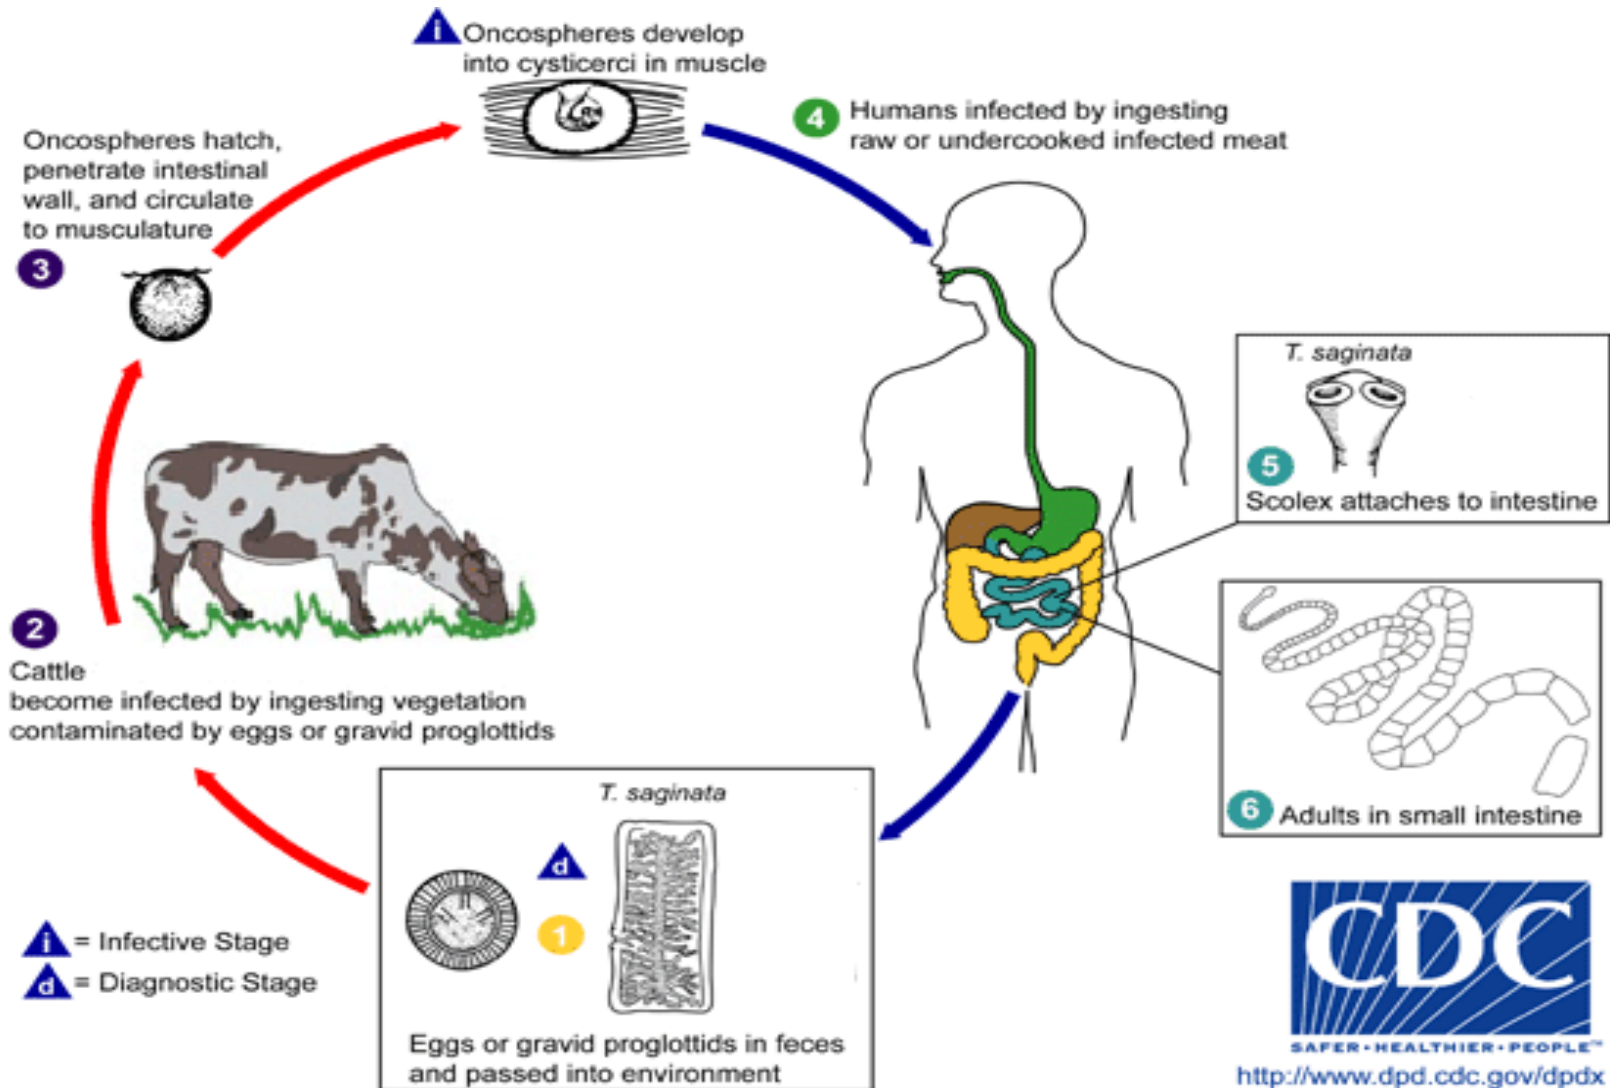 i
Oncospheres develop
into cysticerci in muscle
4
Humans infected by ingesting
raw or undercooked infected meat
Oncospheres hatch,
penetrate intestinal
wall, and circulate
to musculature
3
T. saginata
5
Scolex attaches to intestine
2
Cattle
become infected by ingesting vegetation
contaminated by eggs or gravid proglottids
6
Adults in small intestine
T. saginata
d
1
Eggs or gravid proglottids in feces
and passed into environment
i = Infective Stage
d = Diagnostic Stage
CDC
SAFER•HEALTHIER•PEOPLE™
http://www.dpd.cdc.gov/dpdx